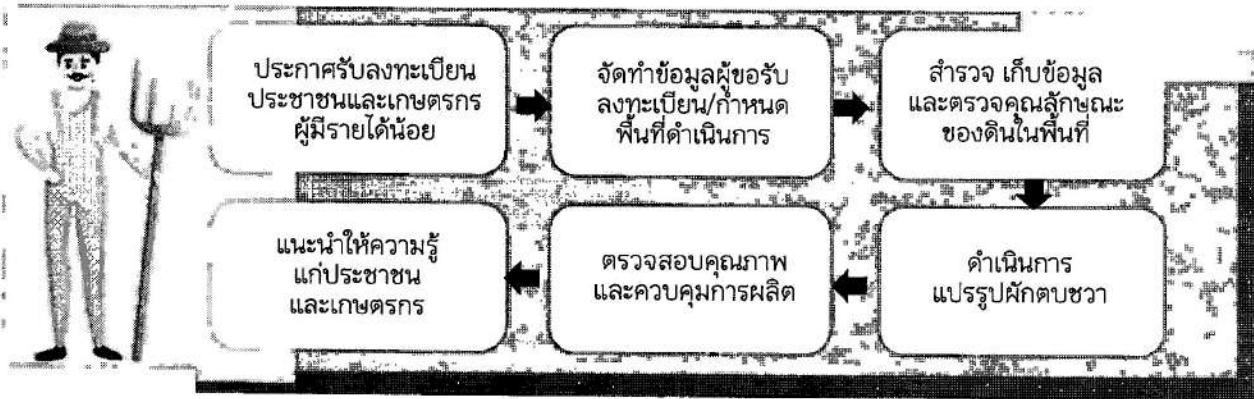 ประกาศรับลงทะเบียน
ประชาชนและเกษตรกร
ผู้มีรายได้น้อย
จัดทำข้อมูลผู้ขอรับ
ลงทะเบียน/กำหนด
พื้นที่ดำเนินการ
สำรวจ เก็บข้อมูล
และตรวจคุณลักษณะ
ของดินในพื้นที่
ดำเนินการ
แปรรูปผักตบชวา
ตรวจสอบคุณภาพ
และควบคุมการผลิต
แนะนำให้ความรู้
แก่ประชาชน
และเกษตรกร